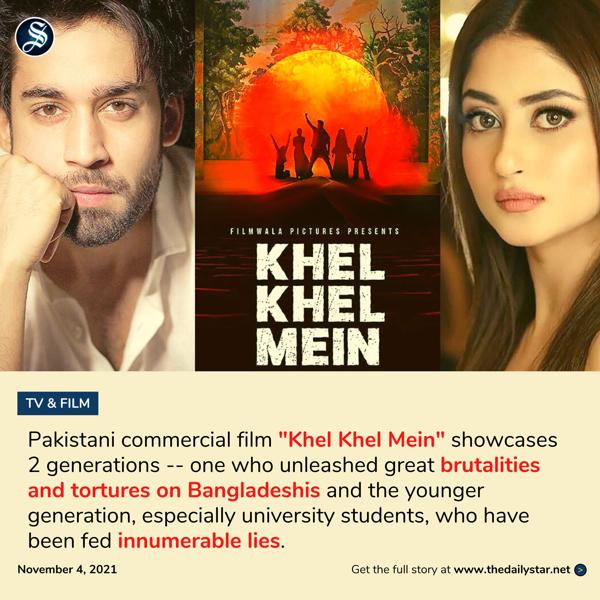 S
FILMWALA PICTURES PRESENTS
KHEL
KHEL
MEIN
TV & FILM
Pakistani commercial film "Khel Khel Mein" showcases
2 generations -- one who unleashed great brutalities
and tortures on Bangladeshis and the younger
generation, especially university students, who have
been fed innumerable lies.
November 4, 2021
Get the full story at www.thedailystar.net >